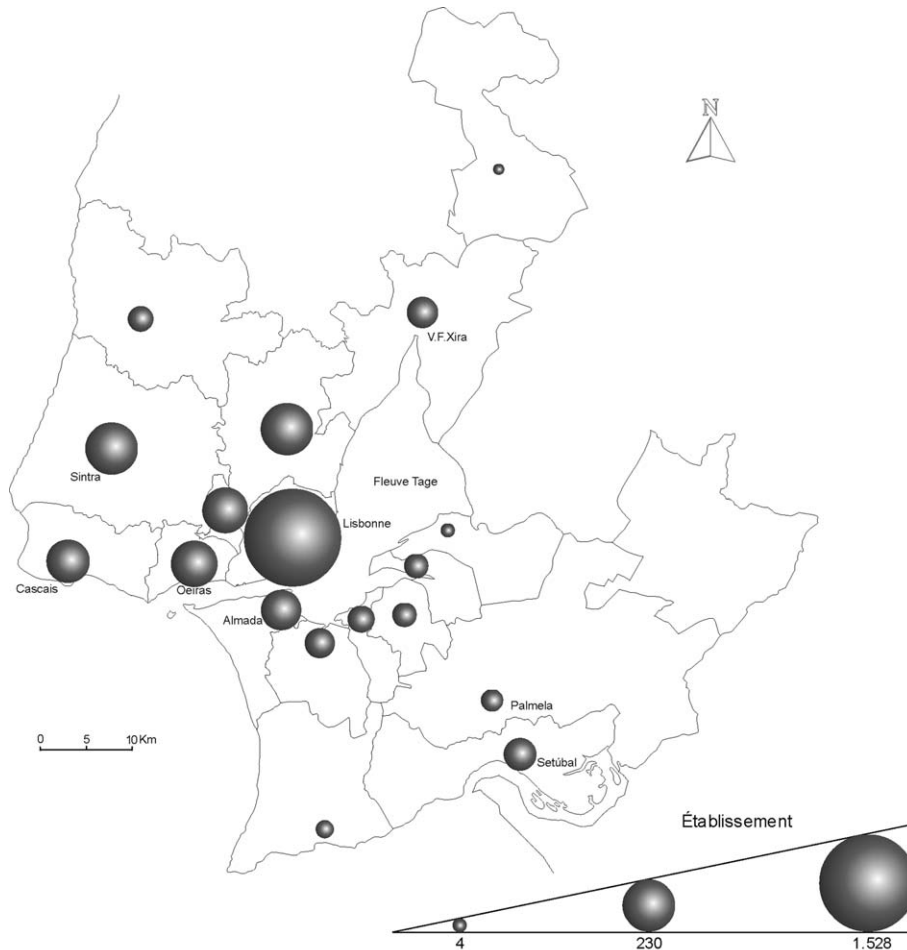 N
V.F.Xira
Sintra
Fleuve Tage
Lisbonne
Cascais
Oeiras
Almada
Palmela
0 5 10Km
Setúbal
Établissement
4 230 1.528